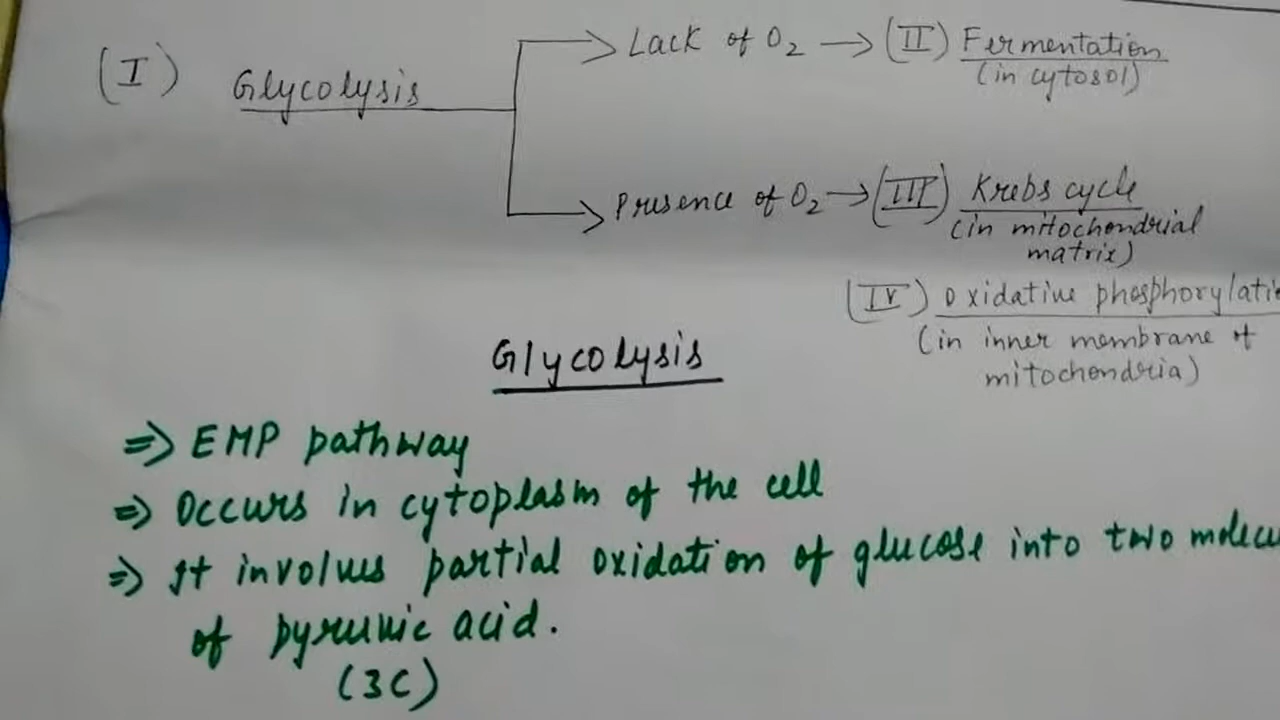 (I) Glycolysis
Lack of O2 → (II) Fermentation
(in cytosol)
Presence of O2 → (III) Krebs cycle
(in mitochondrial
matrix)
(IV) Oxidative phosphorylati
(in inner membrane of
mitochondria)
Glycolysis
⇒ EMP pathway
⇒ Occurs in cytoplasm of the cell
⇒ It involves partial oxidation of glucose into two molecu
of pyruvic acid.
(3C)